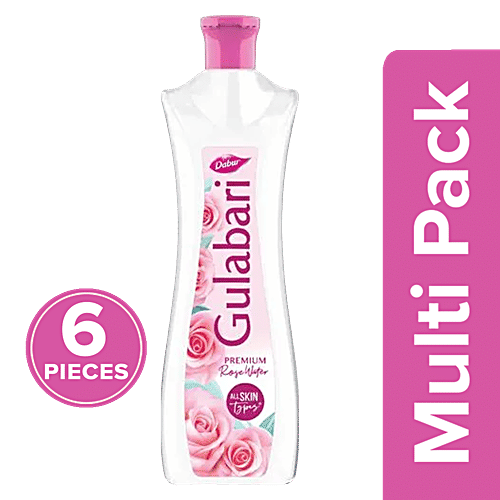 Dabur
Gulabari
PREMIUM
Rose Water
ALL SKIN
types
6
PIECES
Multi Pack